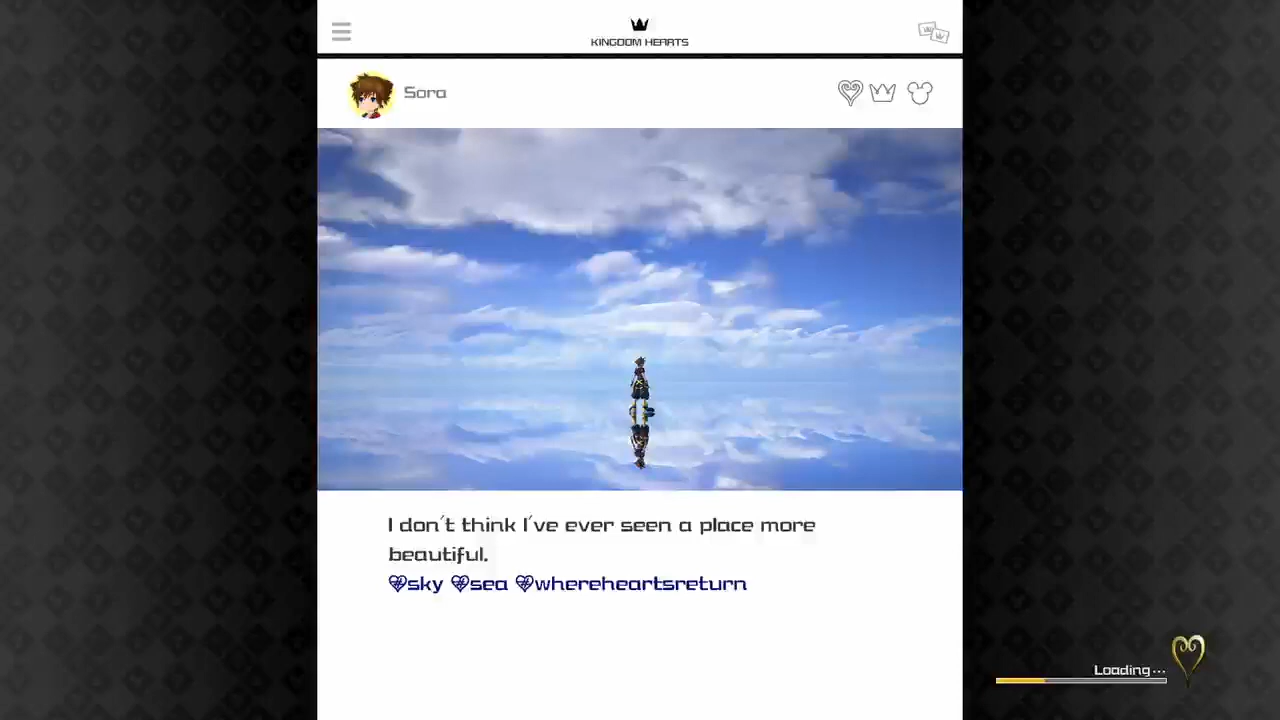 KINGDOM HEARTS
Sora
I don't think I've ever seen a place more
beautiful.
sky sea whereheartsreturn
Loading...